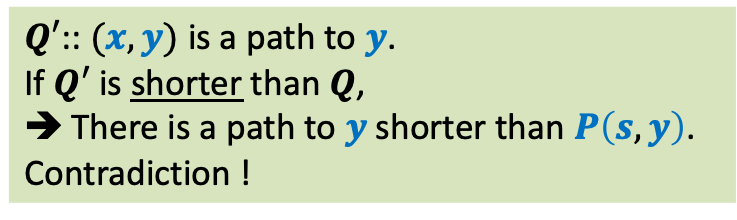 Q′:: (x, y) is a path to y.
If Q′ is shorter than Q,
➔ There is a path to y shorter than P(s, y).
Contradiction !